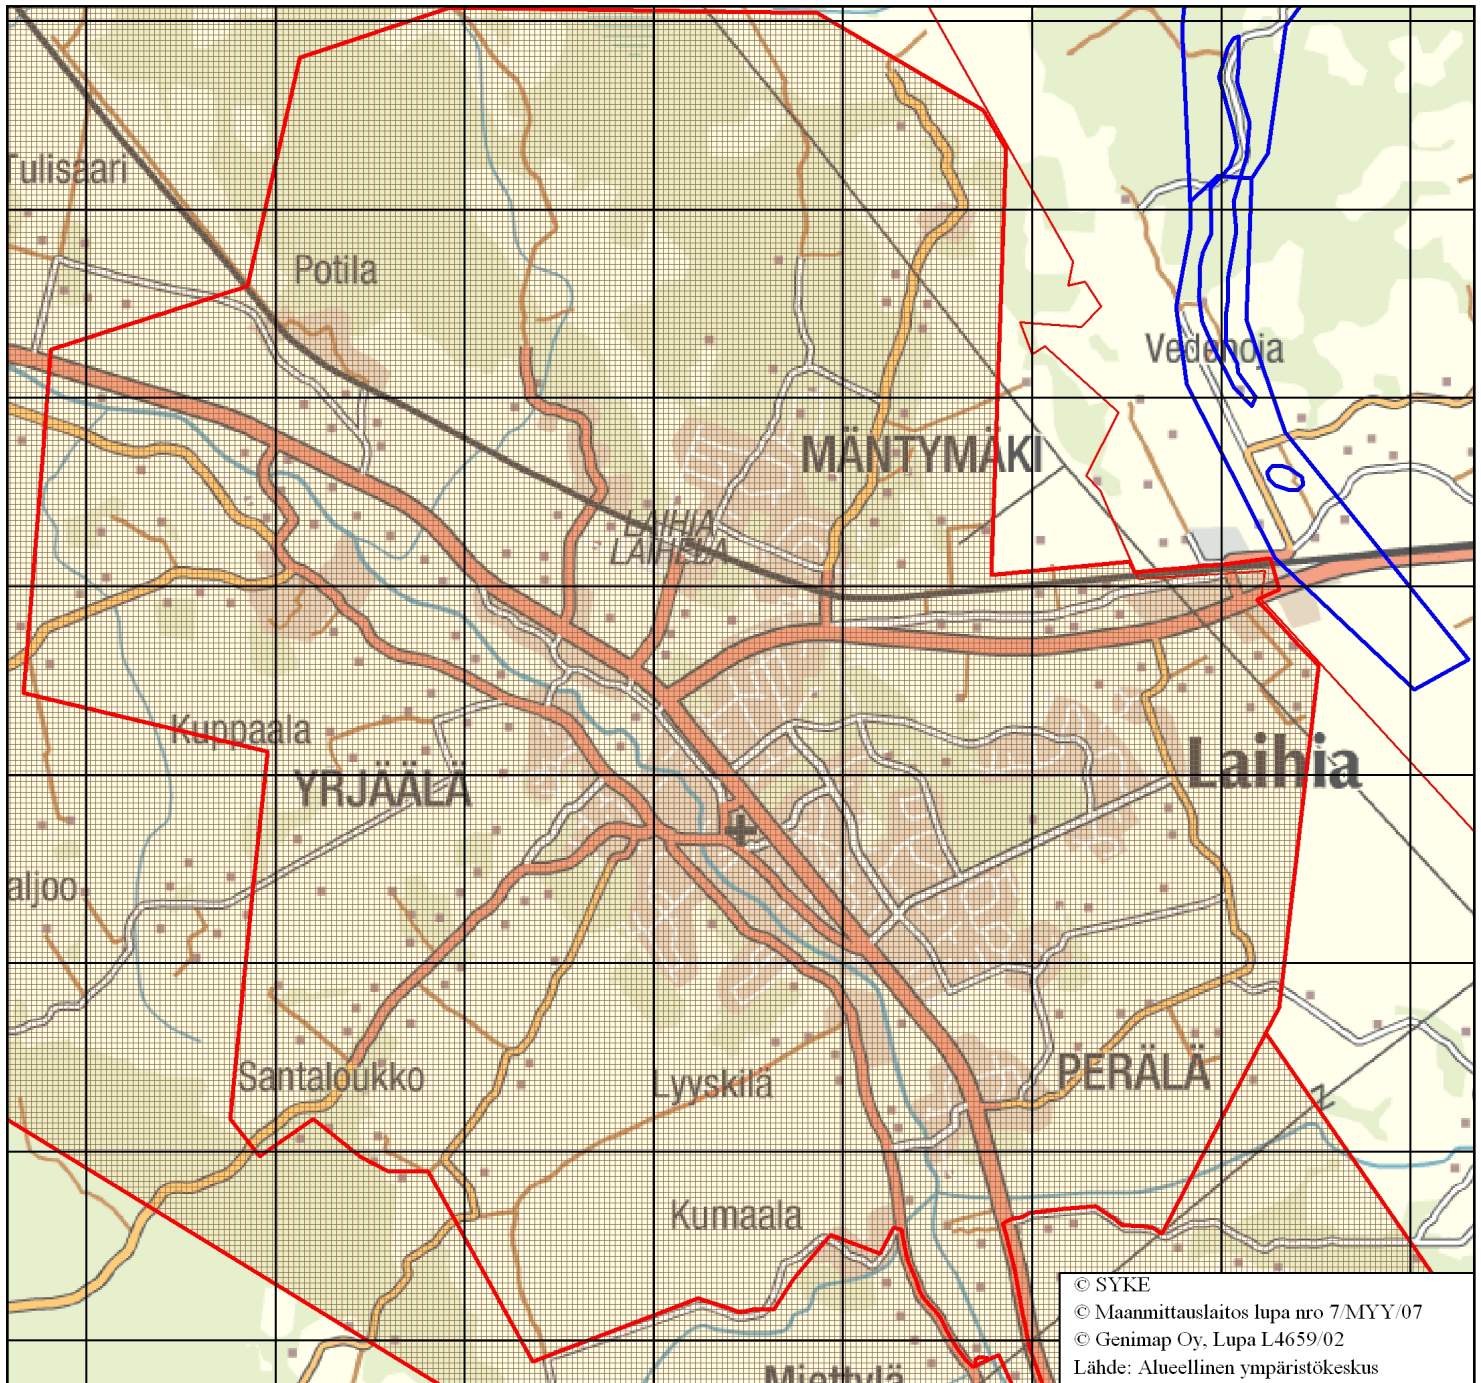 Tulisaari
Potila
Vedenoja
MÄNTYMÄKI
LAIHIA
LAIHELA
Kuppaala
YRJÄÄLÄ
Laihia
aljoo
Santaloukko
Lyyskilä
PERÄLÄ
Z
Kumaala
Miettylä
© SYKE
© Maanmittauslaitos lupa nro 7/MYY/07
© Genimap Oy, Lupa L4659/02
Lähde: Alueellinen ympäristökeskus